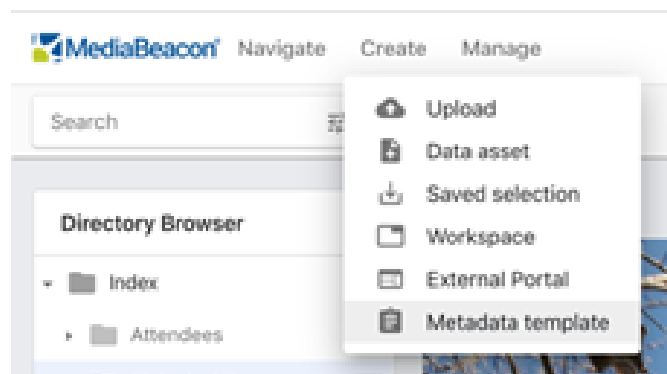 MediaBeacon® Navigate Create Manage
Search
Upload
Data asset
Saved selection
Workspace
External Portal
Metadata template
Directory Browser
Index
Attendees